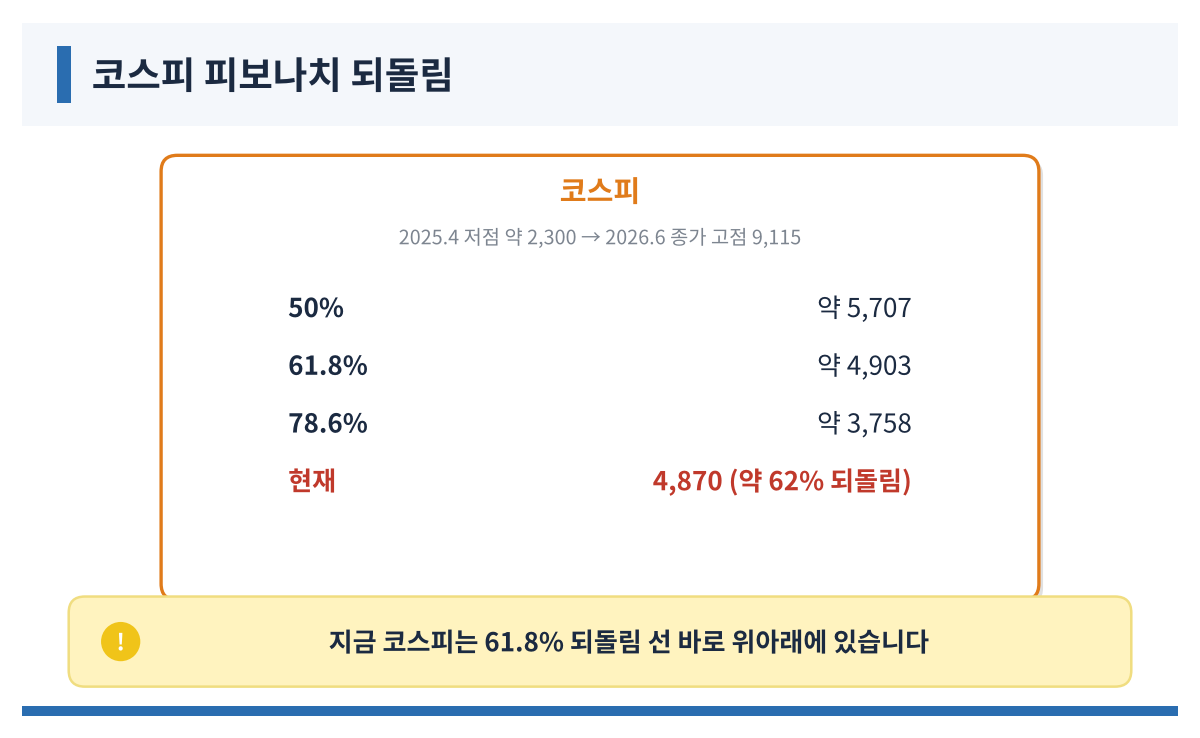 코스피 피보나치 되돌림
코스피
2025.4 저점 약 2,300 → 2026.6 종가 고점 9,115
50% 약 5,707
61.8% 약 4,903
78.6% 약 3,758
현재 4,870 (약 62% 되돌림)
! 지금 코스피는 61.8% 되돌림 선 바로 위아래에 있습니다